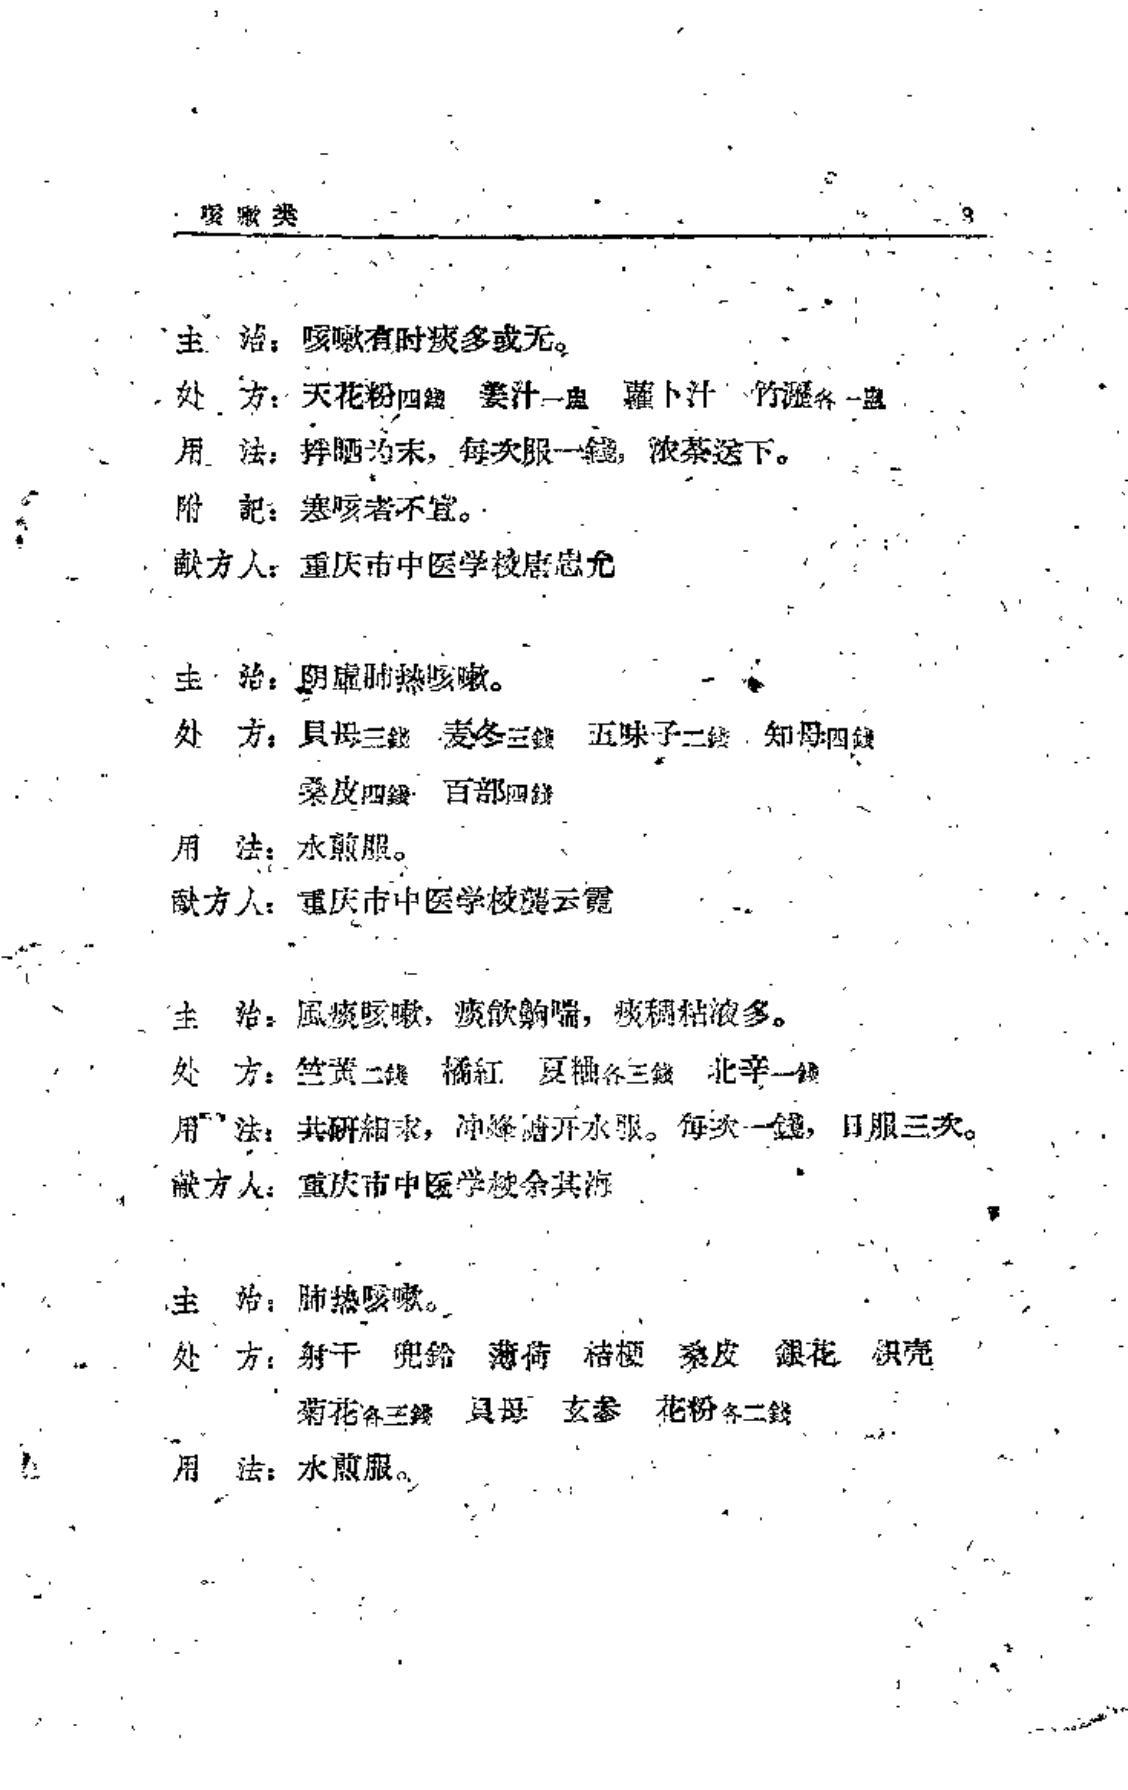 咳嗽类 3
主 治：咳嗽有时痰多或无。
处 方：天花粉四錢 姜汁一盅 蘿卜汁 竹瀝各一盅
用 法：拌晒为末，每次服一錢，浓茶送下。
附 記：寒咳者不宜。
献方人：重庆市中医学校唐忠允
主 治：阴虛肺热咳嗽。
处 方：貝母三錢 麦冬三錢 五味子二錢 知母四錢
桑皮四錢 百部四錢
用 法：水煎服。
献方人：重庆市中医学校龔云霓
主 治：風痰咳嗽，痰飲齁喘，痰稠粘液多。
处 方：竺黃二錢 橘紅 夏柚各三錢 北辛一錢
用 法：共研細末，冲蜂糖开水服。每次一錢，日服三次。
献方人：重庆市中医学校余其海
主 治：肺热咳嗽。
处 方：射干 兜鈴 薄荷 桔梗 桑皮 銀花 枳壳
菊花各三錢 貝母 玄参 花粉各二錢
用 法：水煎服。